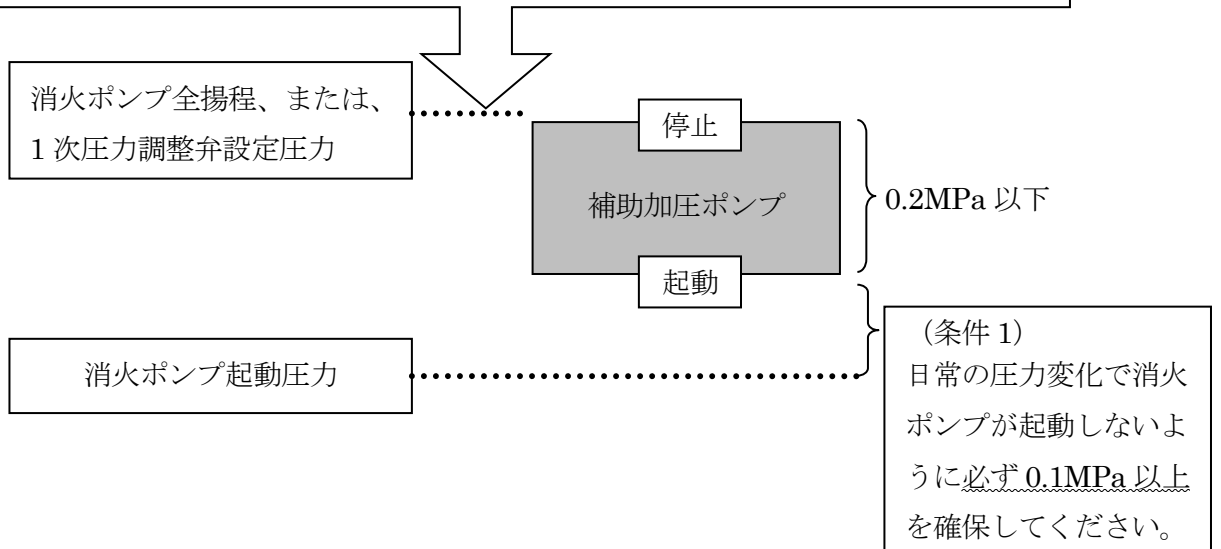 消火ポンプ全揚程、または、
1 次圧力調整弁設定圧力
停止
補助加圧ポンプ
0.2MPa 以下
起動
消火ポンプ起動圧力
（条件 1）
日常の圧力変化で消火
ポンプが起動しないよ
うに必ず 0.1MPa 以上
を確保してください。